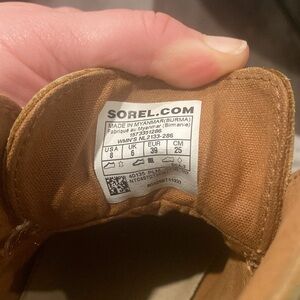 SOREL.COM
MADE IN MYANMAR (BURMA)
Fabriqué au Myanmar (Birmanie)
1573351286
WMN'S NL2133-286
USA UK EUR CM
8 6 39 25